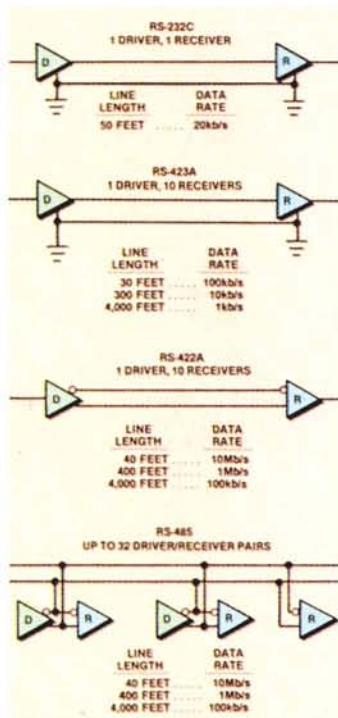 RS-232C
1 DRIVER, 1 RECEIVER
D R
LINE LENGTH DATA RATE
50 FEET ..... 20kb/s
RS-423A
1 DRIVER, 10 RECEIVERS
D R
LINE LENGTH DATA RATE
30 FEET ..... 100kb/s
300 FEET ..... 10kb/s
4,000 FEET ..... 1kb/s
RS-422A
1 DRIVER, 10 RECEIVERS
D R
LINE LENGTH DATA RATE
40 FEET ..... 10Mb/s
400 FEET ..... 1Mb/s
4,000 FEET ..... 100kb/s
RS-485
UP TO 32 DRIVER/RECEIVER PAIRS
D R D R R
LINE LENGTH DATA RATE
40 FEET ..... 10Mb/s
400 FEET ..... 1Mb/s
4,000 FEET ..... 100kb/s